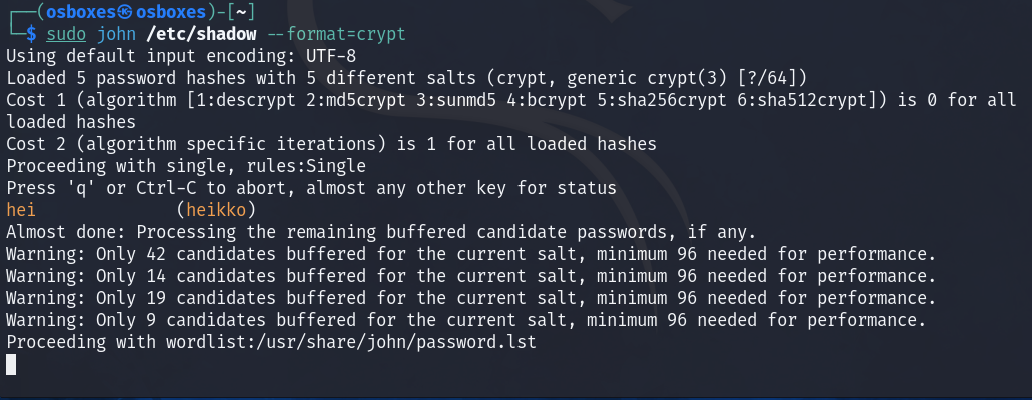 ┌──(osboxes㉿osboxes)-[~]
└─$ sudo john /etc/shadow --format=crypt
Using default input encoding: UTF-8
Loaded 5 password hashes with 5 different salts (crypt, generic crypt(3) [?/64])
Cost 1 (algorithm [1:descrypt 2:md5crypt 3:sunmd5 4:bcrypt 5:sha256crypt 6:sha512crypt]) is 0 for all
loaded hashes
Cost 2 (algorithm specific iterations) is 1 for all loaded hashes
Proceeding with single, rules:Single
Press 'q' or Ctrl-C to abort, almost any other key for status
hei              (heikko)
Almost done: Processing the remaining buffered candidate passwords, if any.
Warning: Only 42 candidates buffered for the current salt, minimum 96 needed for performance.
Warning: Only 14 candidates buffered for the current salt, minimum 96 needed for performance.
Warning: Only 19 candidates buffered for the current salt, minimum 96 needed for performance.
Warning: Only 9 candidates buffered for the current salt, minimum 96 needed for performance.
Proceeding with wordlist:/usr/share/john/password.lst